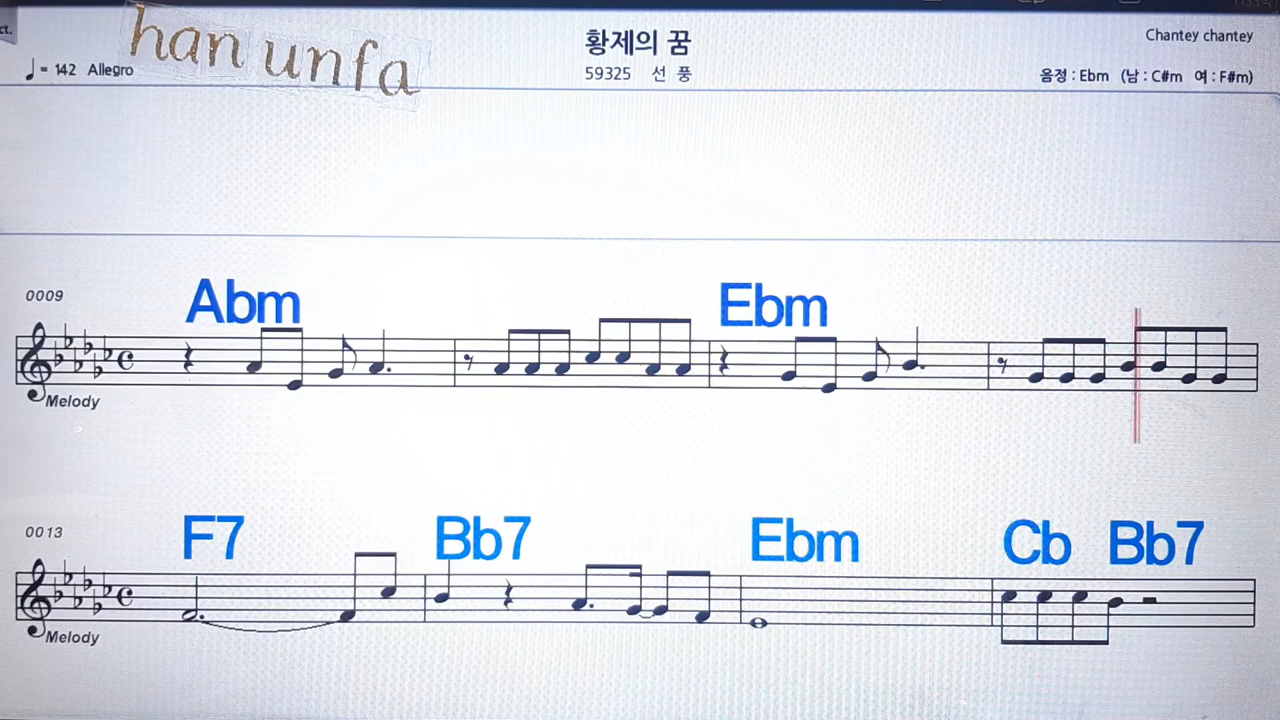 ct.
han unfa
황제의 꿈
Chantey chantey
♩= 142 Allegro
59325 선 풍
음정 : Ebm (남 : C#m 여 : F#m)
0009
Abm Ebm
Melody
0013
F7 Bb7 Ebm Cb Bb7
Melody